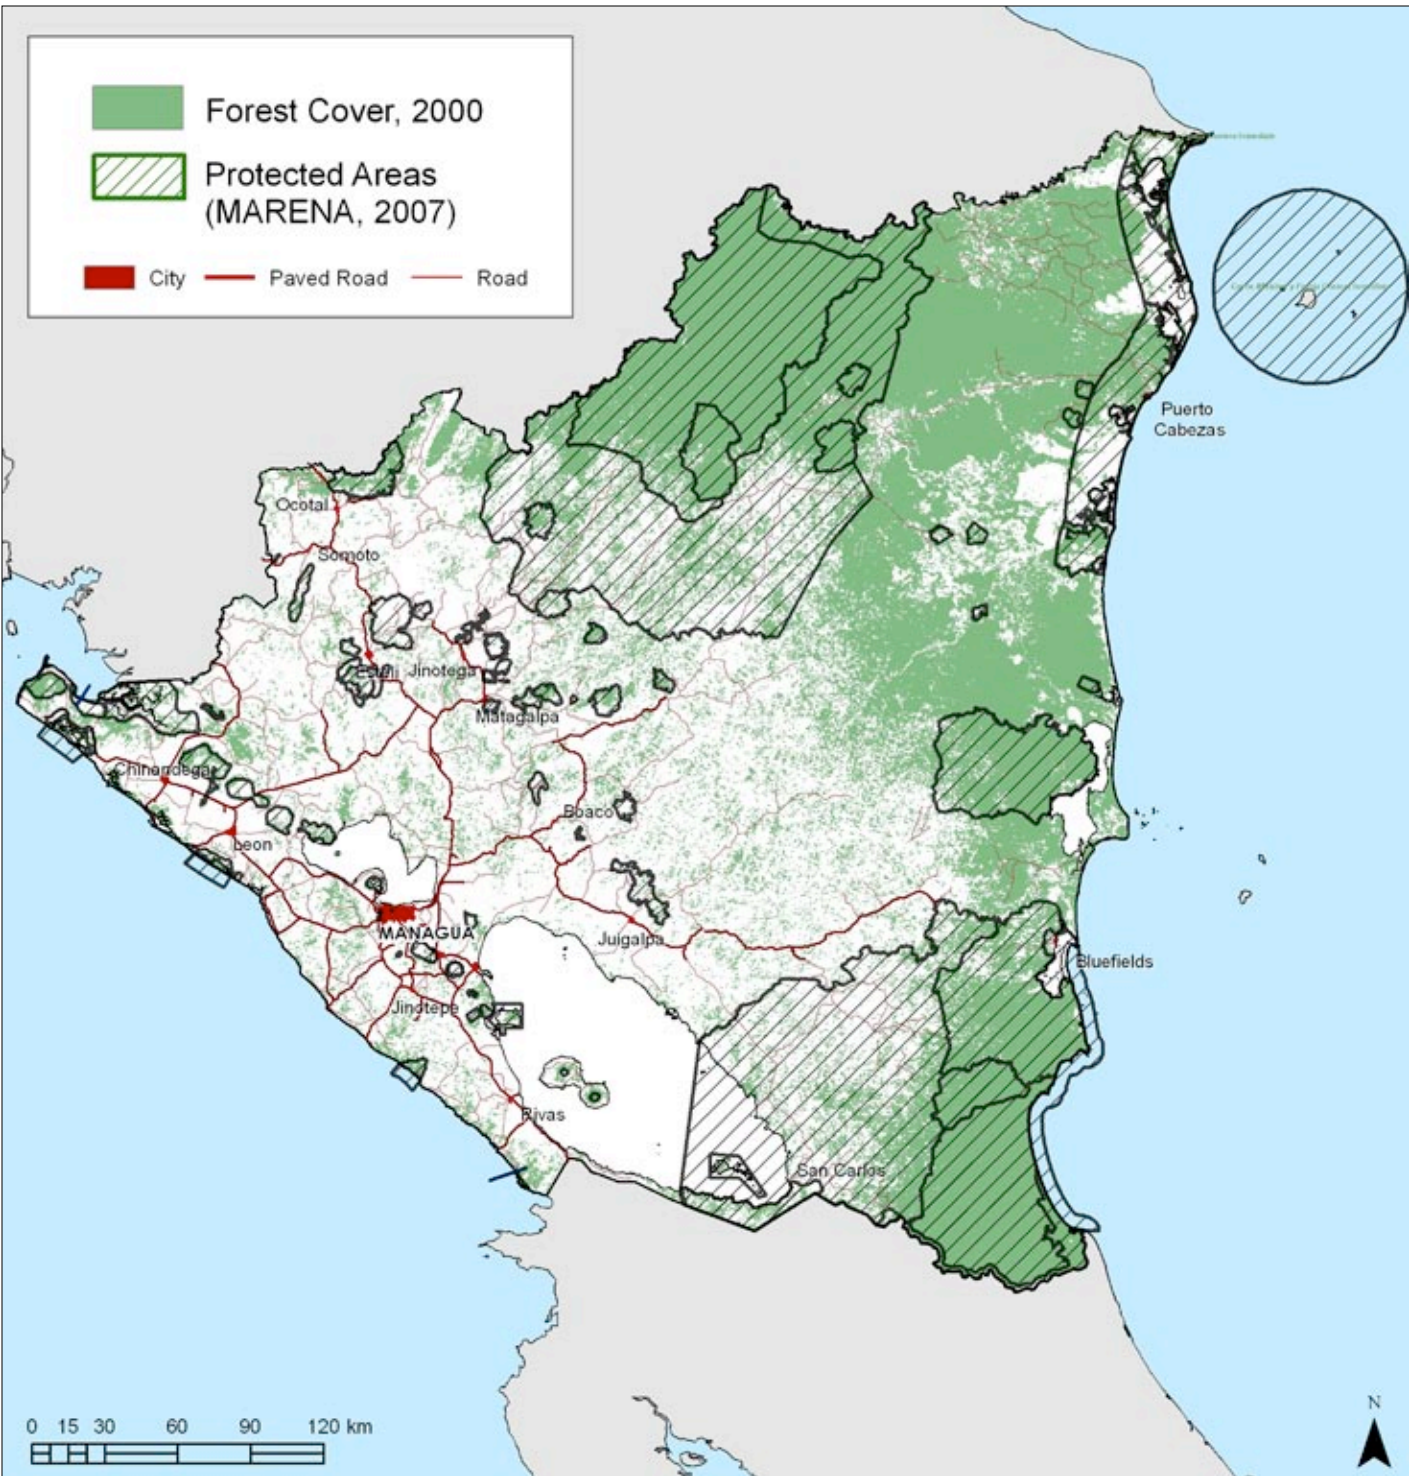 Forest Cover, 2000
Protected Areas
(MARENA, 2007)
City
Paved Road
Road
Puerto
Cabezas
Ocotal
Somoto
Esteli
Jinotega
Matagalpa
Chinandega
Boaco
Leon
MANAGUA
Juigalpa
Bluefields
Jinotepe
Rivas
San Carlos
0 15 30 60 90 120 km
N